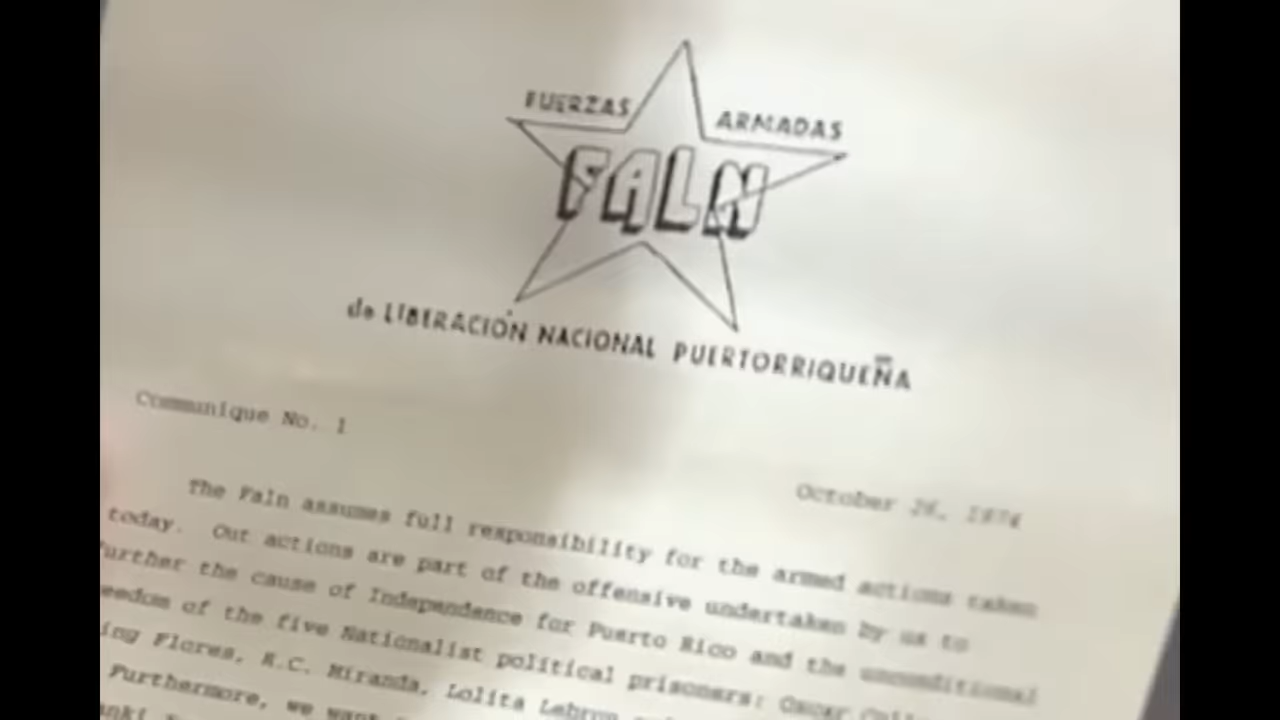 FUERZAS ARMADAS
FALN
de LIBERACIÓN NACIONAL PUERTORRIQUEÑA
Communique No. 1
October 26, 1974
The Faln assumes full responsibility for the armed actions taken
today. Out actions are part of the offensive undertaken by us to
further the cause of Independence for Puerto Rico and the unconditional
eedom of the five Nationalist political prisoners: Oscar
ing Flores, R.C. Miranda, Lolita Lebron
Furthermore, we want